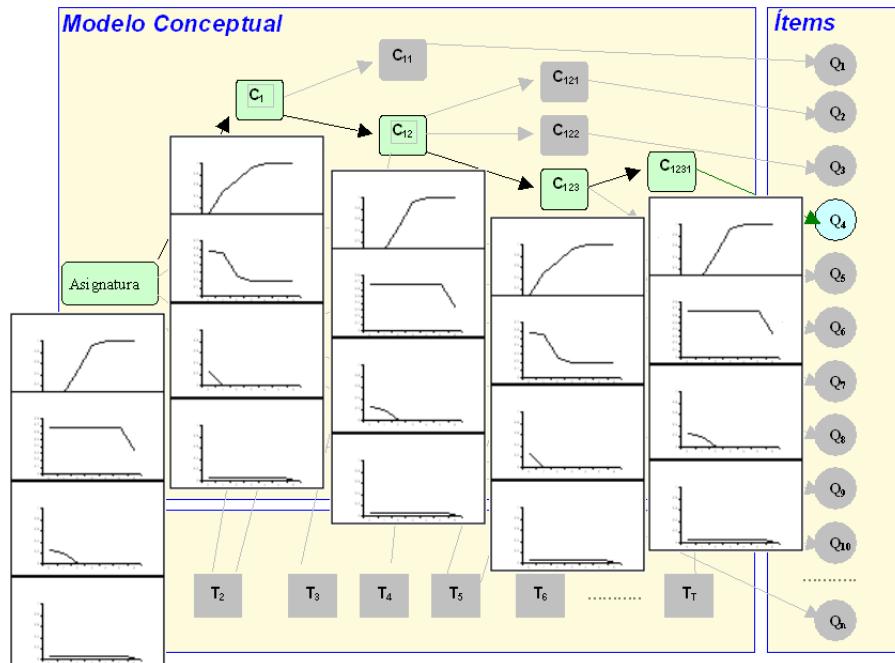 Modelo Conceptual
Ítems
C11
Q1
C1
C121
Q2
C12
C122
Q3
C123
C1231
Q4
Asignatura
Q5
Q6
Q7
Q8
Q9
Q10
T2
T3
T4
T5
T6
..........
TT
..........
Qn